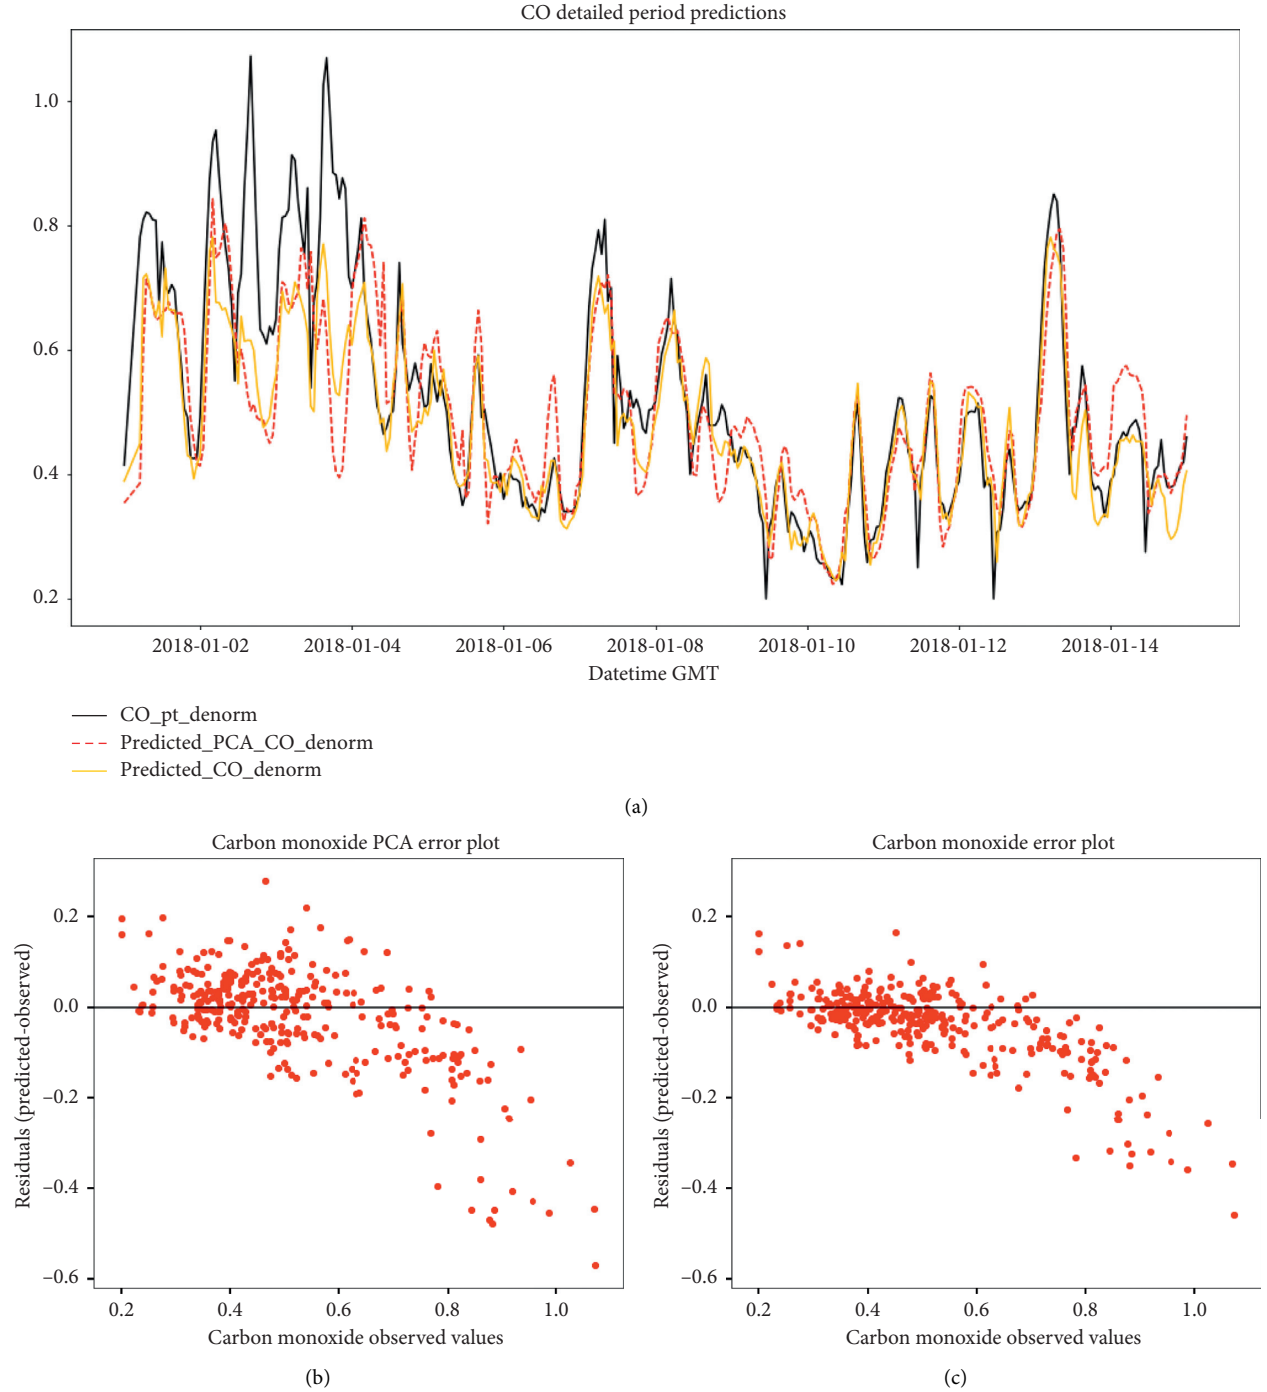 CO detailed period predictions
1.0
0.8
0.6
0.4
0.2
2018-01-02 2018-01-04 2018-01-06 2018-01-08 2018-01-10 2018-01-12 2018-01-14
Datetime GMT
CO_pt_denorm
Predicted_PCA_CO_denorm
Predicted_CO_denorm
(a)
Carbon monoxide PCA error plot
Residuals (predicted-observed)
0.2
0.0
−0.2
−0.4
−0.6
0.2 0.4 0.6 0.8 1.0
Carbon monoxide observed values
(b)
Carbon monoxide error plot
Residuals (predicted-observed)
0.2
0.0
−0.2
−0.4
−0.6
0.2 0.4 0.6 0.8 1.0
Carbon monoxide observed values
(c)